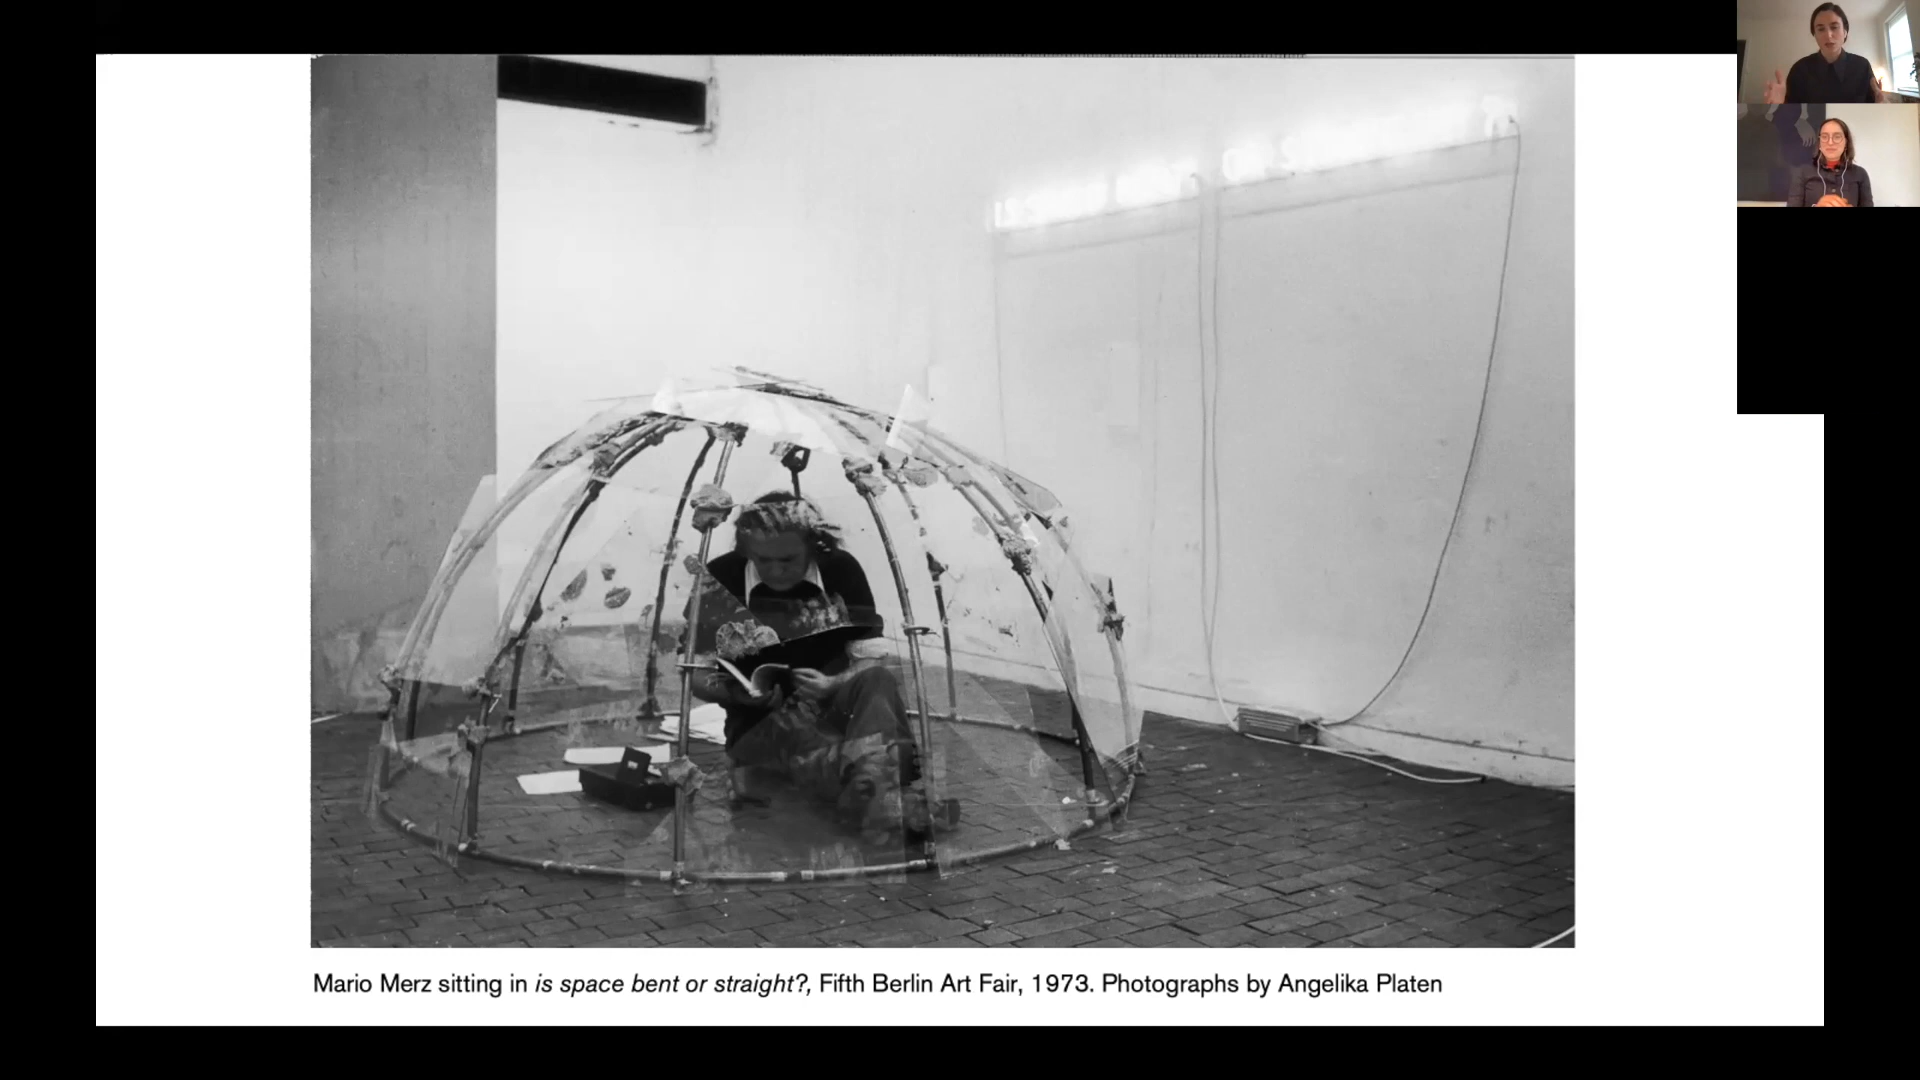 Mario Merz sitting in is space bent or straight?, Fifth Berlin Art Fair, 1973. Photographs by Angelika Platen